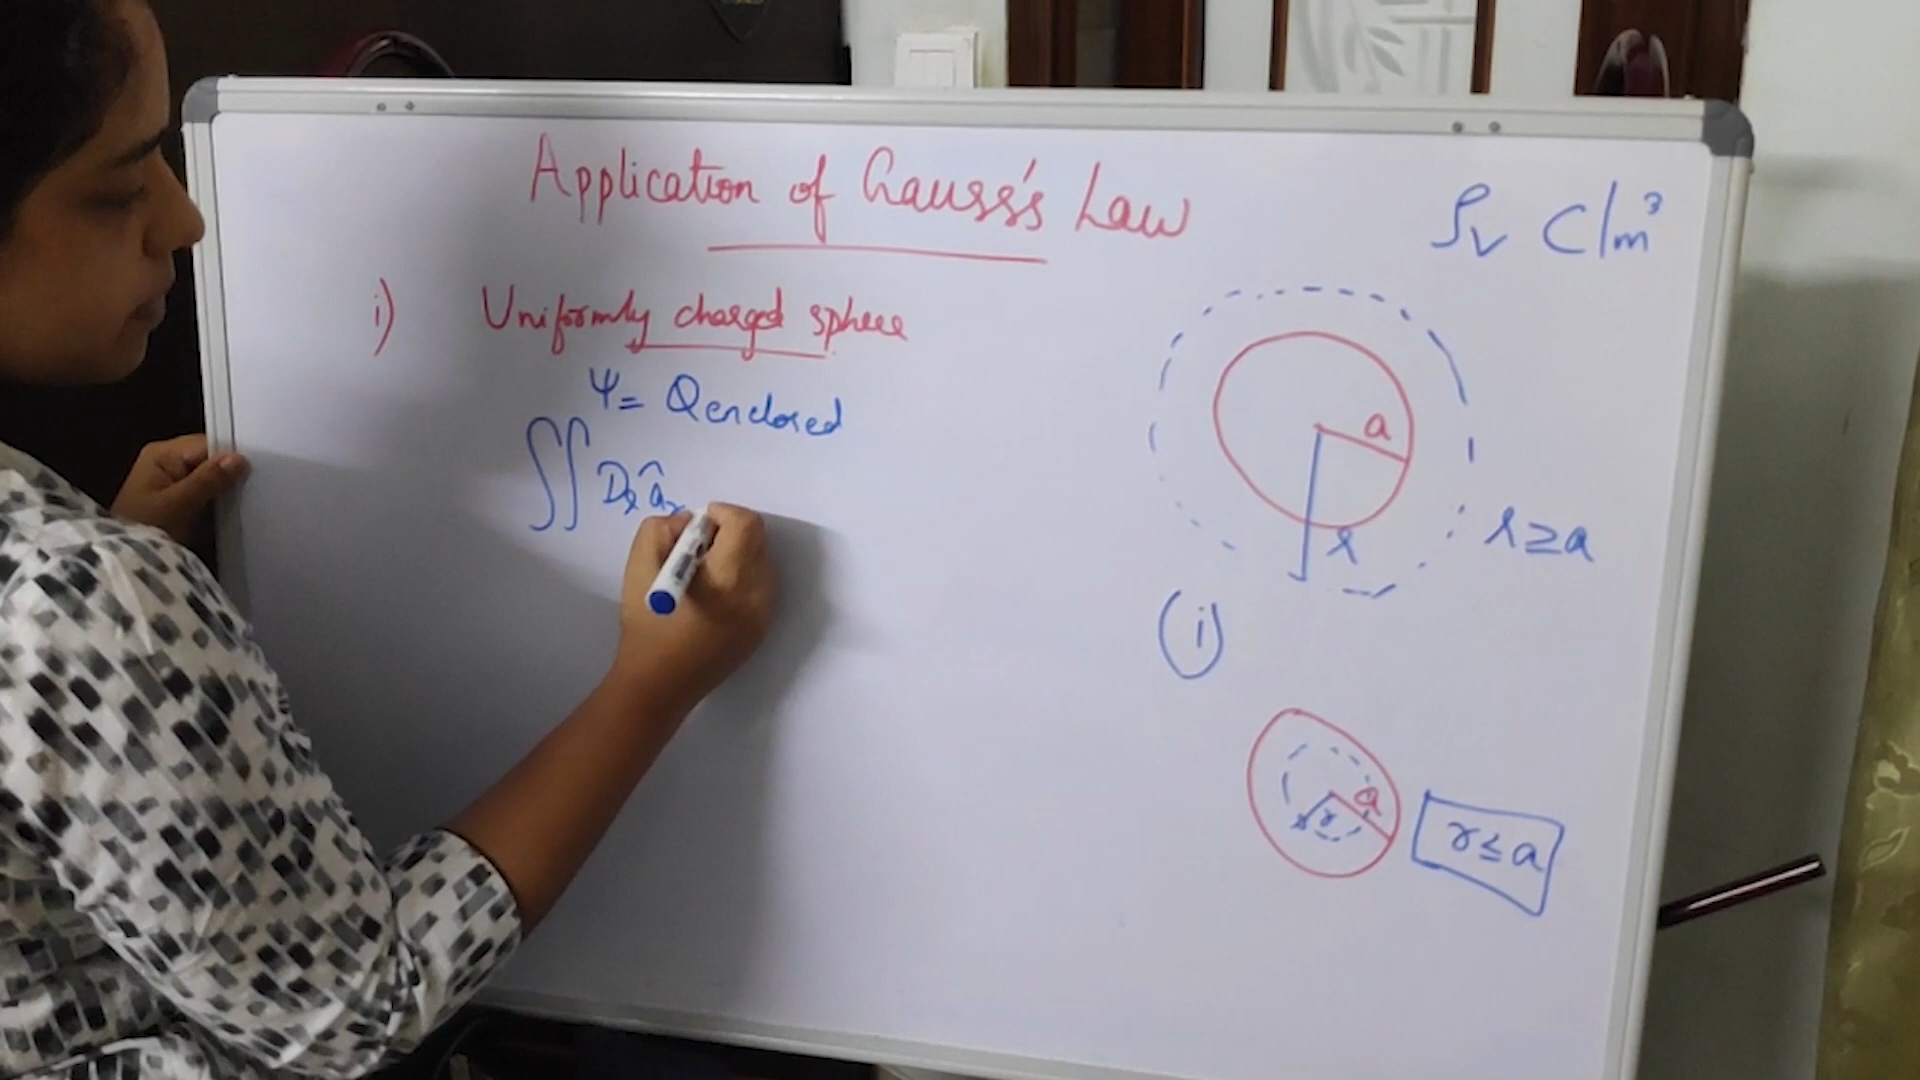 Application of Gauss's Law
ρv C/m³
i) Uniformly charged sphere
Ψ = Qenclosed
∬ Dr âr
a
r
r ≥ a
(i)
a
r
r ≤ a